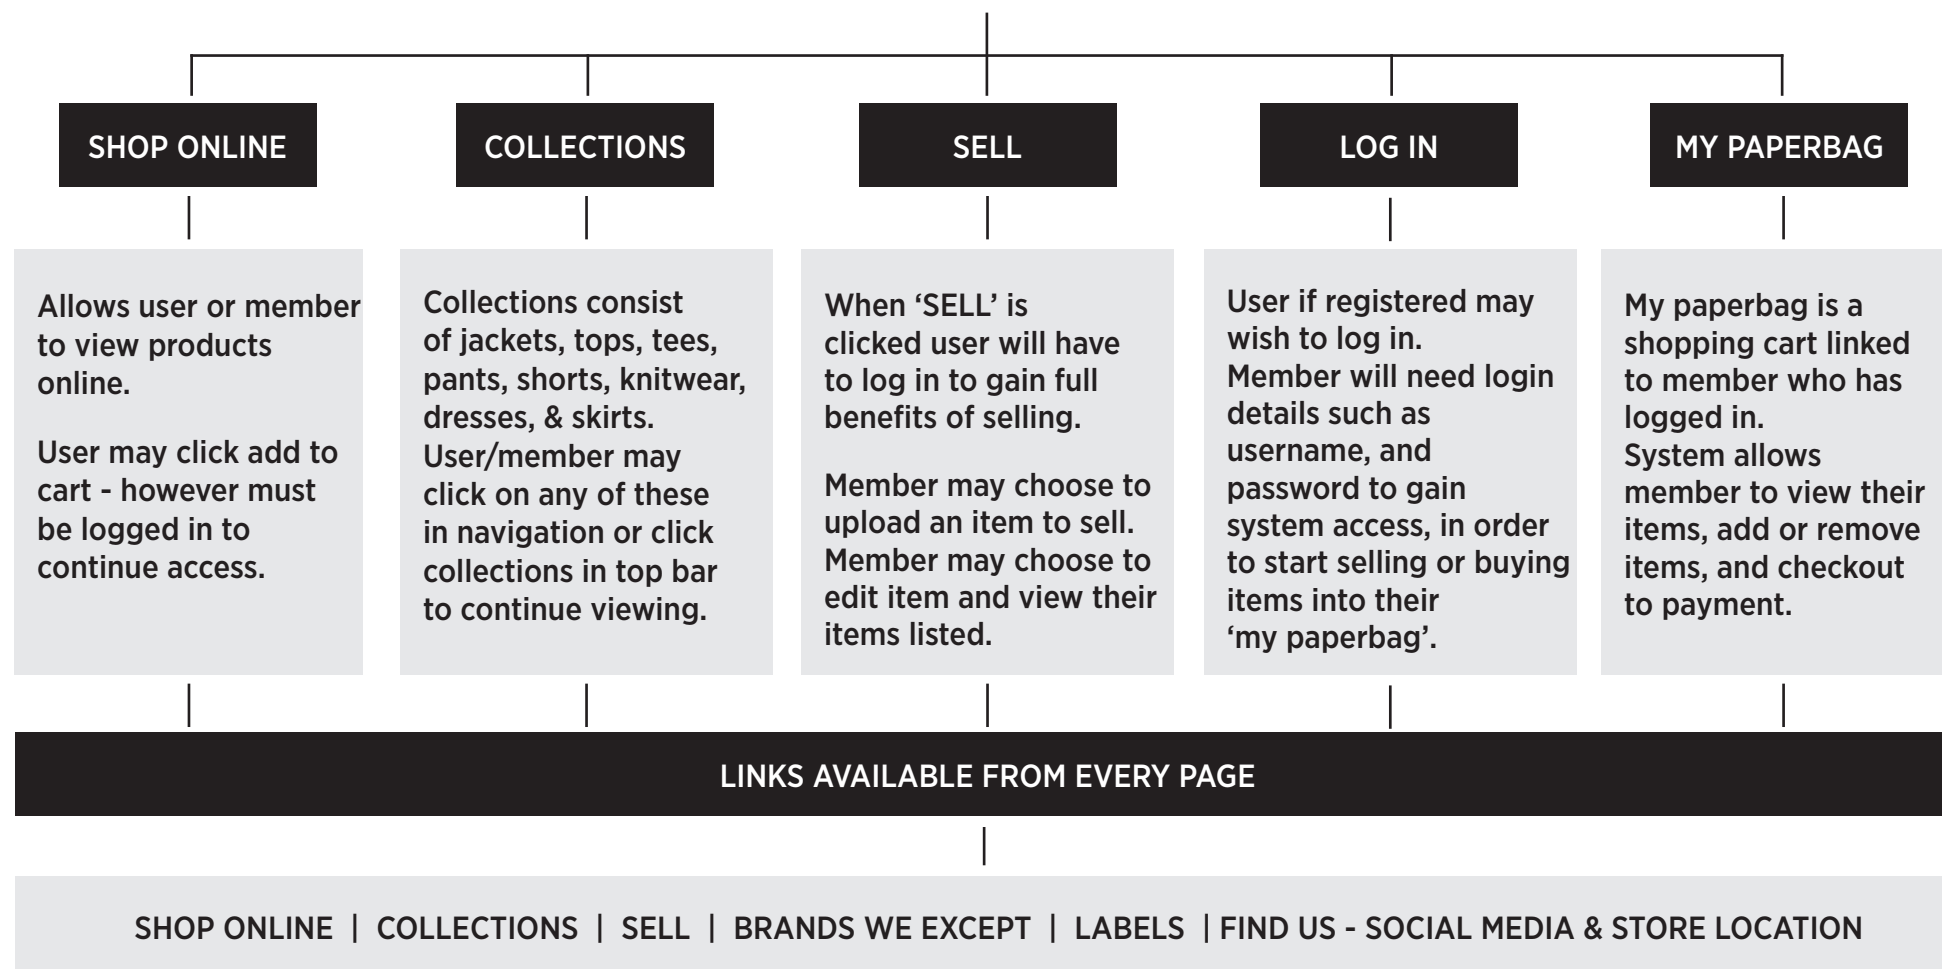 SHOP ONLINE
COLLECTIONS
SELL
LOG IN
MY PAPERBAG
Allows user or member
to view products
online.
User may click add to
cart - however must
be logged in to
continue access.
Collections consist
of jackets, tops, tees,
pants, shorts, knitwear,
dresses, & skirts.
User/member may
click on any of these
in navigation or click
collections in top bar
to continue viewing.
When ‘SELL’ is
clicked user will have
to log in to gain full
benefits of selling.
Member may choose to
upload an item to sell.
Member may choose to
edit item and view their
items listed.
User if registered may
wish to log in.
Member will need login
details such as
username, and
password to gain
system access, in order
to start selling or buying
items into their
‘my paperbag’.
My paperbag is a
shopping cart linked
to member who has
logged in.
System allows
member to view their
items, add or remove
items, and checkout
to payment.
LINKS AVAILABLE FROM EVERY PAGE
SHOP ONLINE | COLLECTIONS | SELL | BRANDS WE EXCEPT | LABELS | FIND US - SOCIAL MEDIA & STORE LOCATION